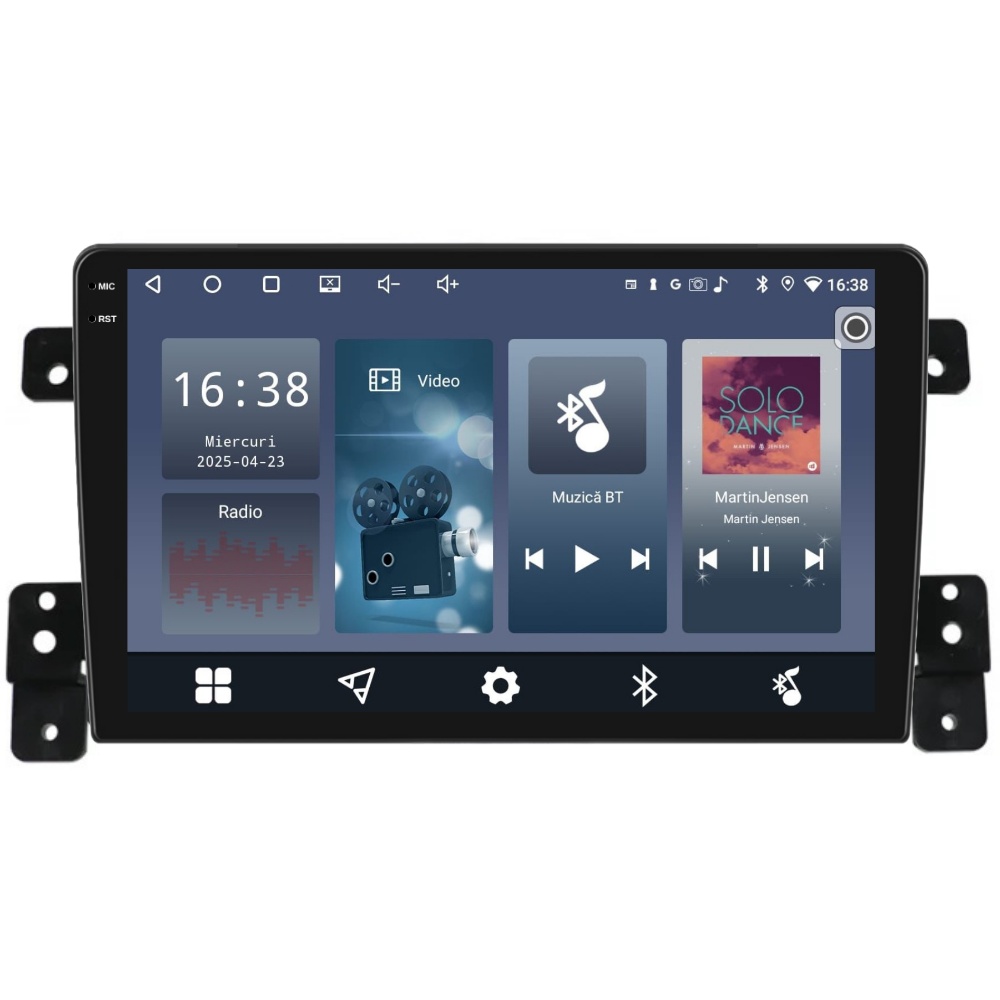 MIC
RST
16:38
16:38
Miercuri
2025-04-23
Radio
Video
Muzică BT
SOLO
DANCE
MARTIN JENSEN
MartinJensen
Martin Jensen